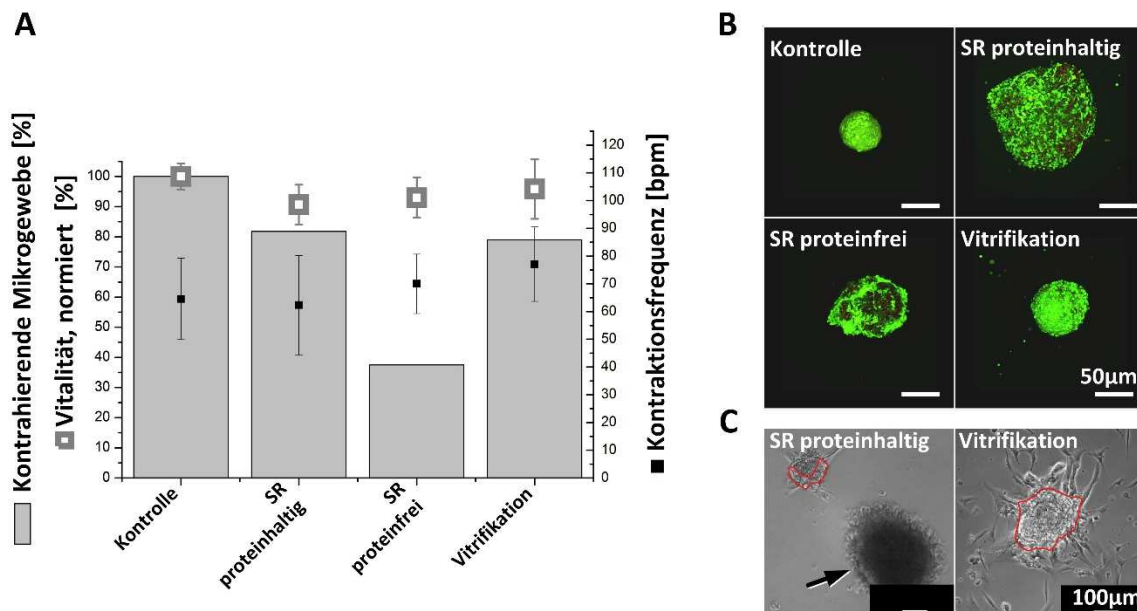 A
Kontrahierende Mikrogewebe [%]
Vitalität, normiert [%]
100
90
80
70
60
50
40
30
20
10
0
120
110
100
90
80
70
60
50
40
30
20
10
0
Kontraktionsfrequenz [bpm]
Kontrolle
SR
proteinhaltig
SR
proteinfrei
Vitrifikation
B
Kontrolle
SR proteinhaltig
SR proteinfrei
Vitrifikation
50µm
C
SR proteinhaltig
Vitrifikation
100µm